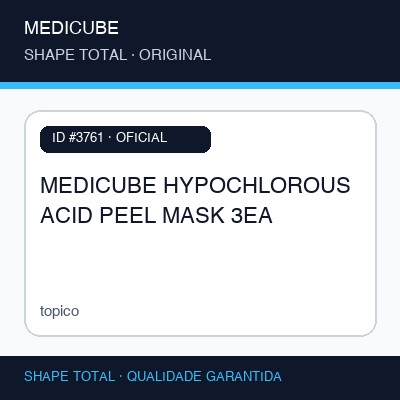 MEDICUBE
SHAPE TOTAL · ORIGINAL
ID #3761 · OFICIAL
MEDICUBE HYPOCHLOROUS
ACID PEEL MASK 3EA
topico
SHAPE TOTAL · QUALIDADE GARANTIDA